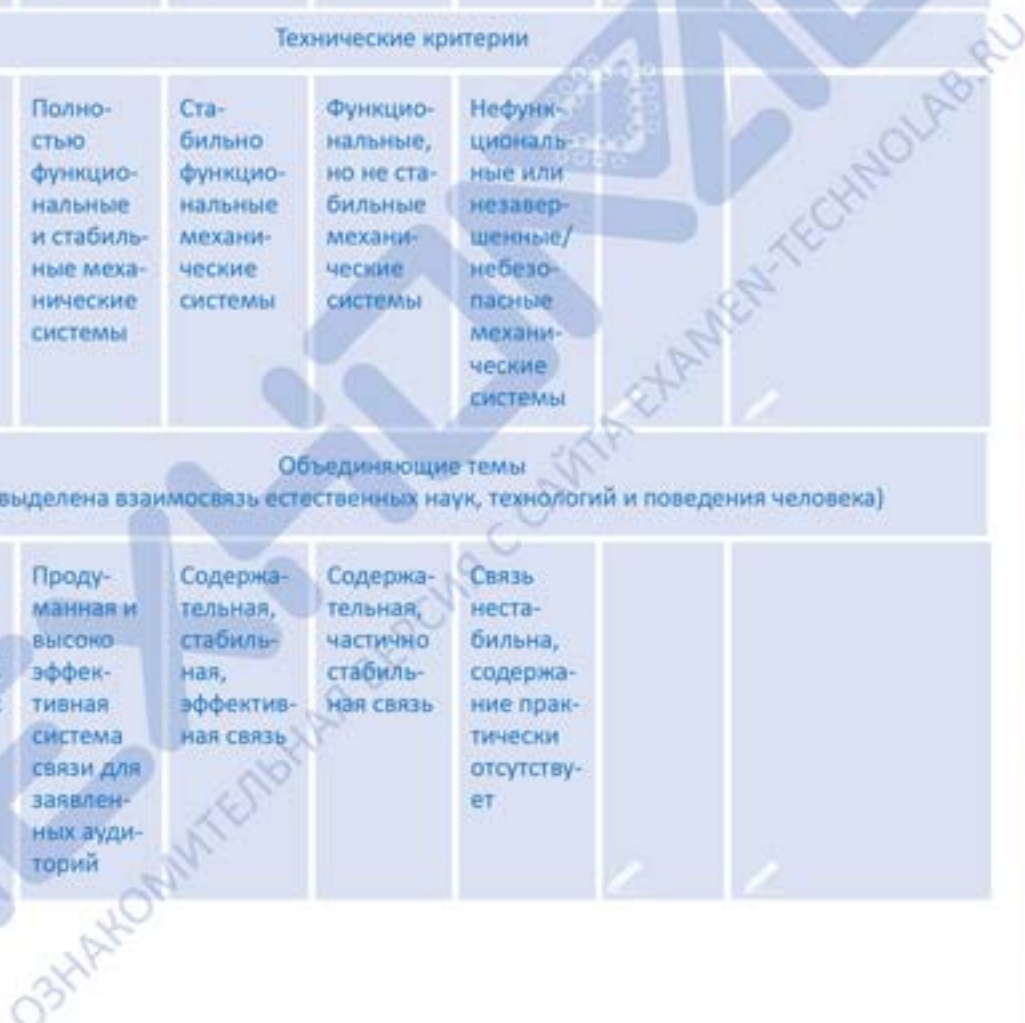 Технические критерии
Полно-
стью
функцио-
нальные
и стабиль-
ные меха-
нические
системы
Ста-
бильно
функцио-
нальные
механи-
ческие
системы
Функцио-
нальные,
но не ста-
бильные
механи-
ческие
системы
Нефунк-
циональ-
ные или
незавер-
шенные/
небезо-
пасные
механи-
ческие
системы
Объединяющие темы
выделена взаимосвязь естественных наук, технологий и поведения человека)
Проду-
манная и
высоко
эффек-
тивная
система
связи для
заявлен-
ных ауди-
торий
Содержа-
тельная,
стабиль-
ная,
эффектив-
ная связь
Содержа-
тельная,
частично
стабиль-
ная связь
Связь
неста-
бильна,
содержа-
ние прак-
тически
отсутству-
ет
ОЗНАКОМИТЕЛЬНАЯ ВЕРСИЯ С САЙТА EXAMEN-TECHNOLAB.RU